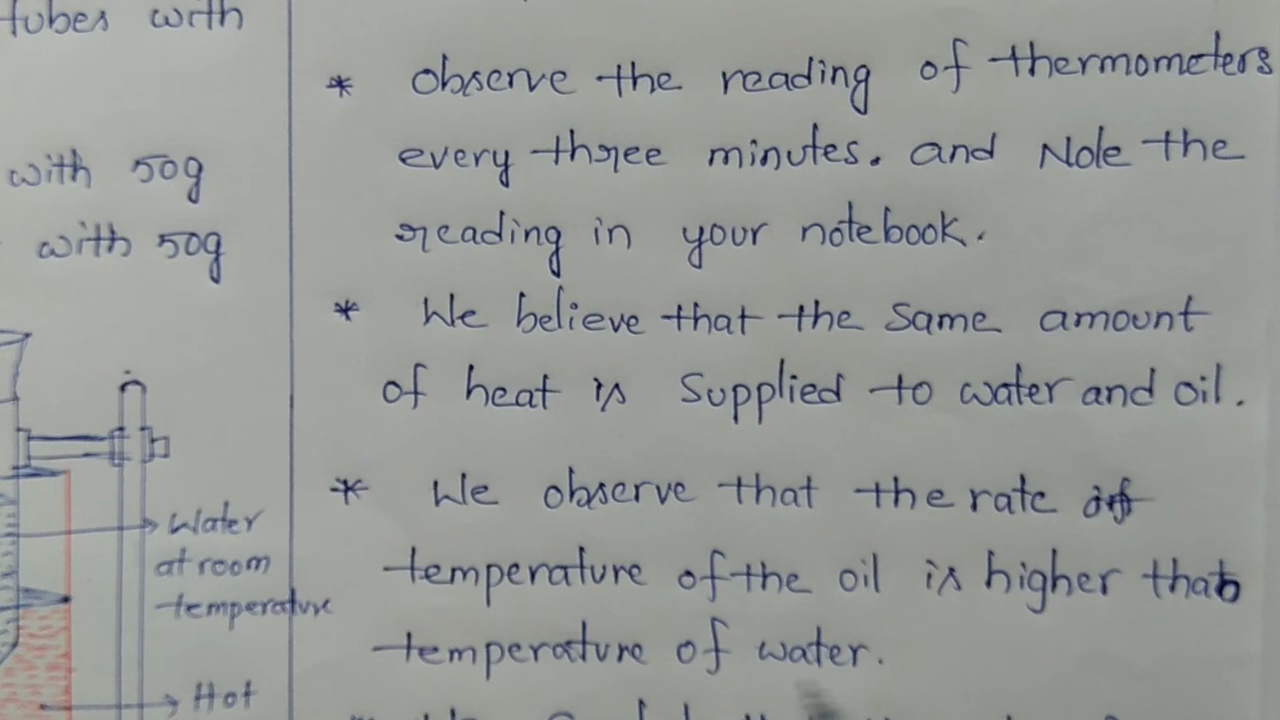 tubes with
with 50g
with 50g
Water
at room
temperature
Hot
* Observe the reading of thermometers
every three minutes. and Note the
reading in your notebook.
* We believe that the same amount
of heat is supplied to water and oil.
* We observe that the rate of
temperature of the oil is higher that
temperature of water.